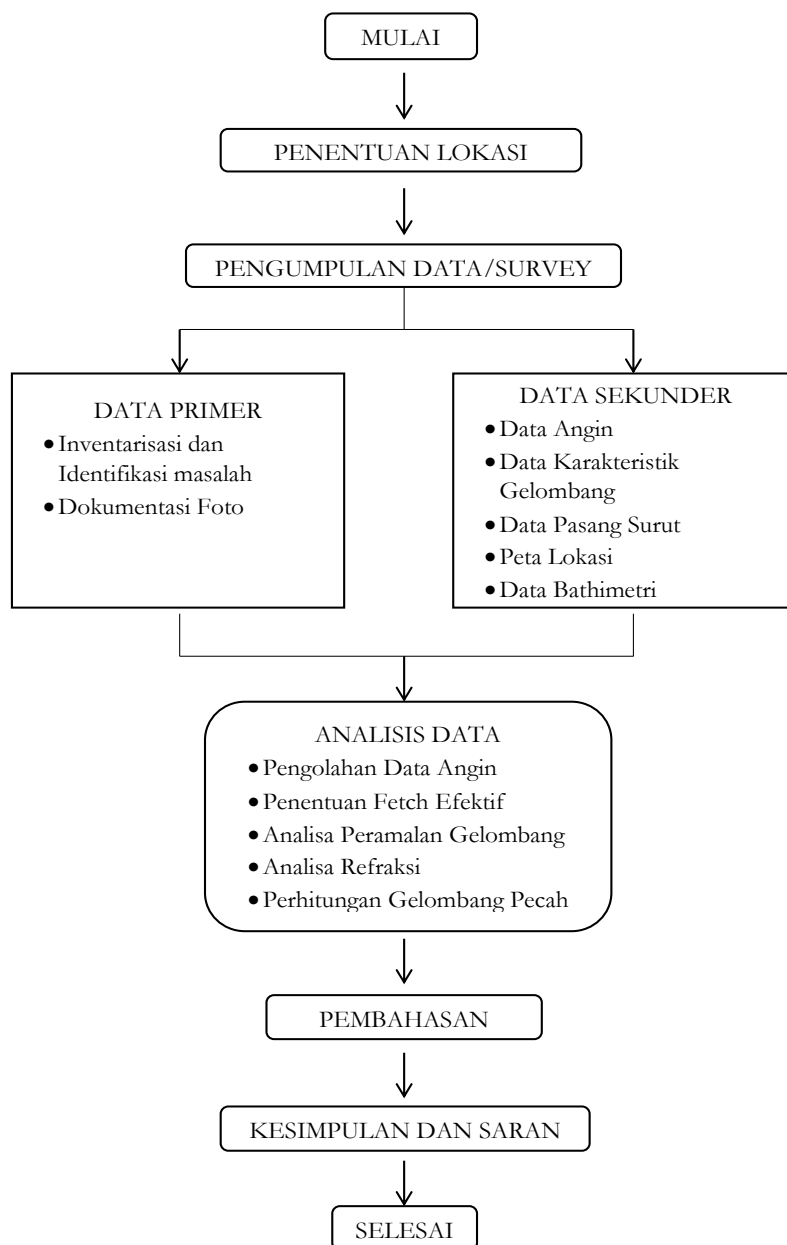 MULAI
PENENTUAN LOKASI
PENGUMPULAN DATA/SURVEY
DATA PRIMER
• Inventarisasi dan
Identifikasi masalah
• Dokumentasi Foto
DATA SEKUNDER
• Data Angin
• Data Karakteristik
Gelombang
• Data Pasang Surut
• Peta Lokasi
• Data Bathimetri
ANALISIS DATA
• Pengolahan Data Angin
• Penentuan Fetch Efektif
• Analisa Peramalan Gelombang
• Analisa Refraksi
• Perhitungan Gelombang Pecah
PEMBAHASAN
KESIMPULAN DAN SARAN
SELESAI